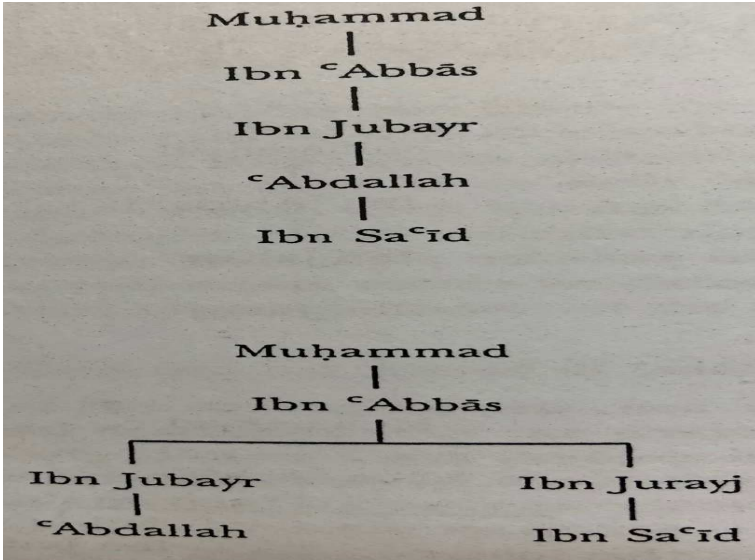 Muḥammad
Ibn ᶜAbbās
Ibn Jubayr
ᶜAbdallah
Ibn Saᶜīd
Muḥammad
Ibn ᶜAbbās
Ibn Jubayr Ibn Jurayj
ᶜAbdallah Ibn Saᶜīd